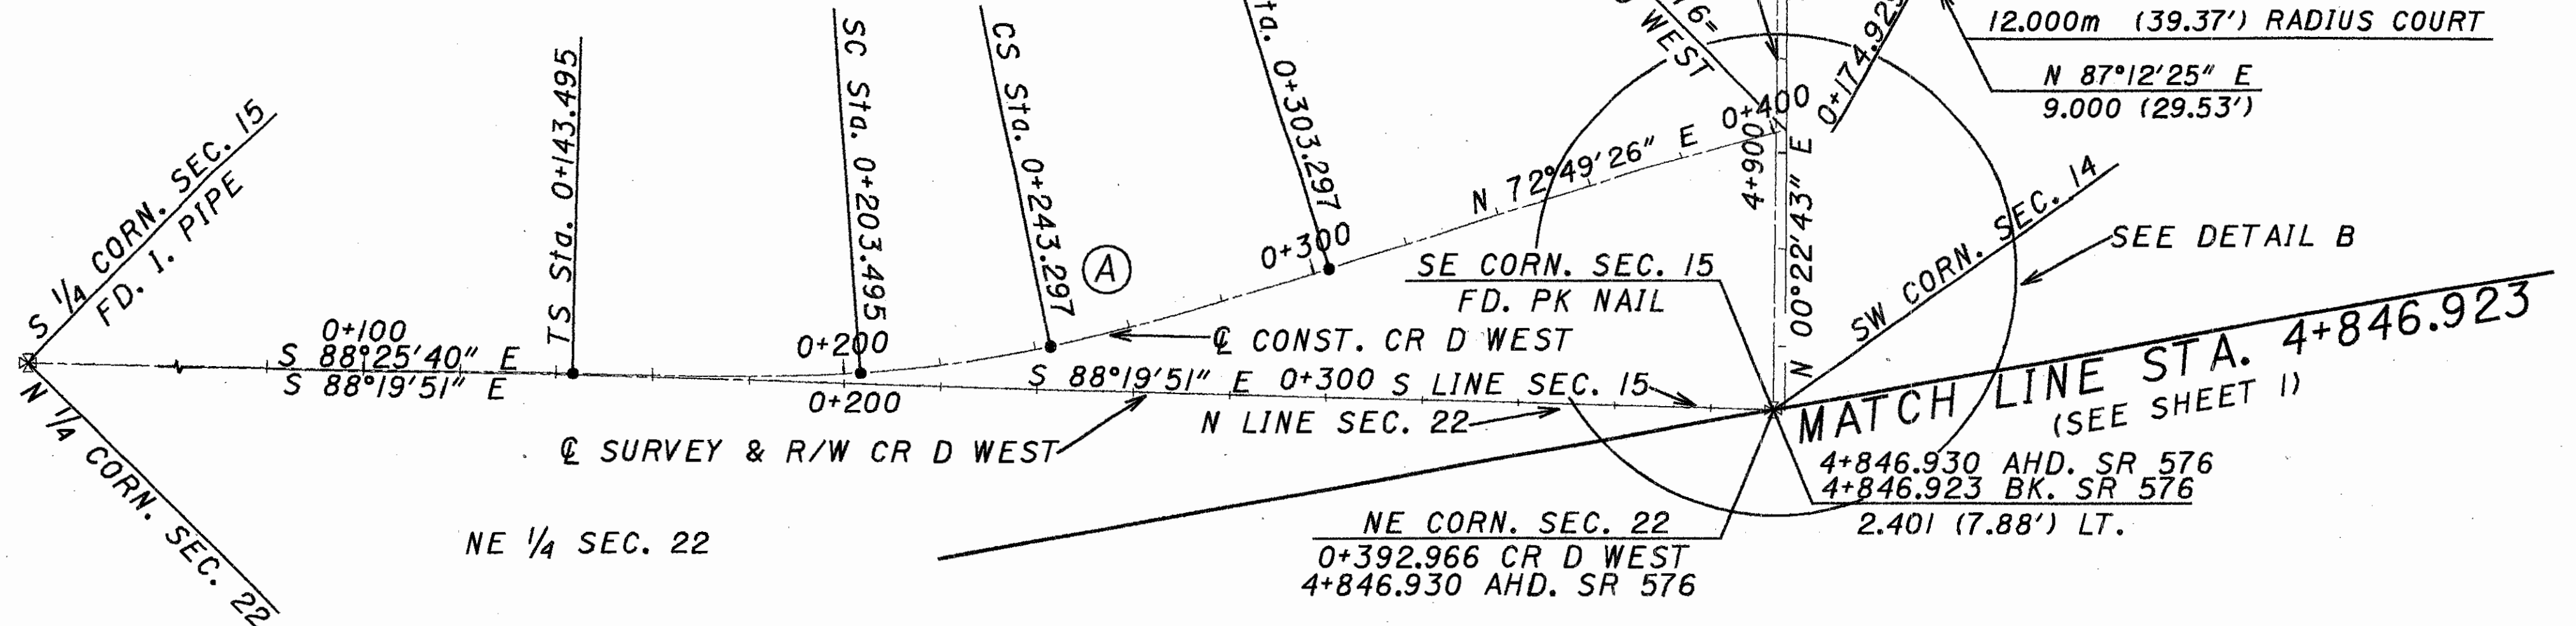 S 1/4 CORN. SEC. 15
FD. I. PIPE
N 1/4 CORN. SEC. 22
0+100
S 88°25'40" E
S 88°19'51" E
TS Sta. 0+143.495
SC Sta. 0+203.495
0+200
0+200
CS Sta. 0+243.297
A
ta. 0+303.297
0+300
N 72°49'26" E
℄ CONST. CR D WEST
S 88°19'51" E 0+300 S LINE SEC. 15
N LINE SEC. 22
℄ SURVEY & R/W CR D WEST
NE 1/4 SEC. 22
76=
WEST
0+400
4+900
N 00°22'43" E
0+174.929
12.000m (39.37') RADIUS COURT
N 87°12'25" E
9.000 (29.53')
SE CORN. SEC. 15
FD. PK NAIL
SW CORN. SEC. 14
SEE DETAIL B
MATCH LINE STA. 4+846.923
(SEE SHEET 1)
4+846.930 AHD. SR 576
4+846.923 BK. SR 576
2.401 (7.88') LT.
NE CORN. SEC. 22
0+392.966 CR D WEST
4+846.930 AHD. SR 576